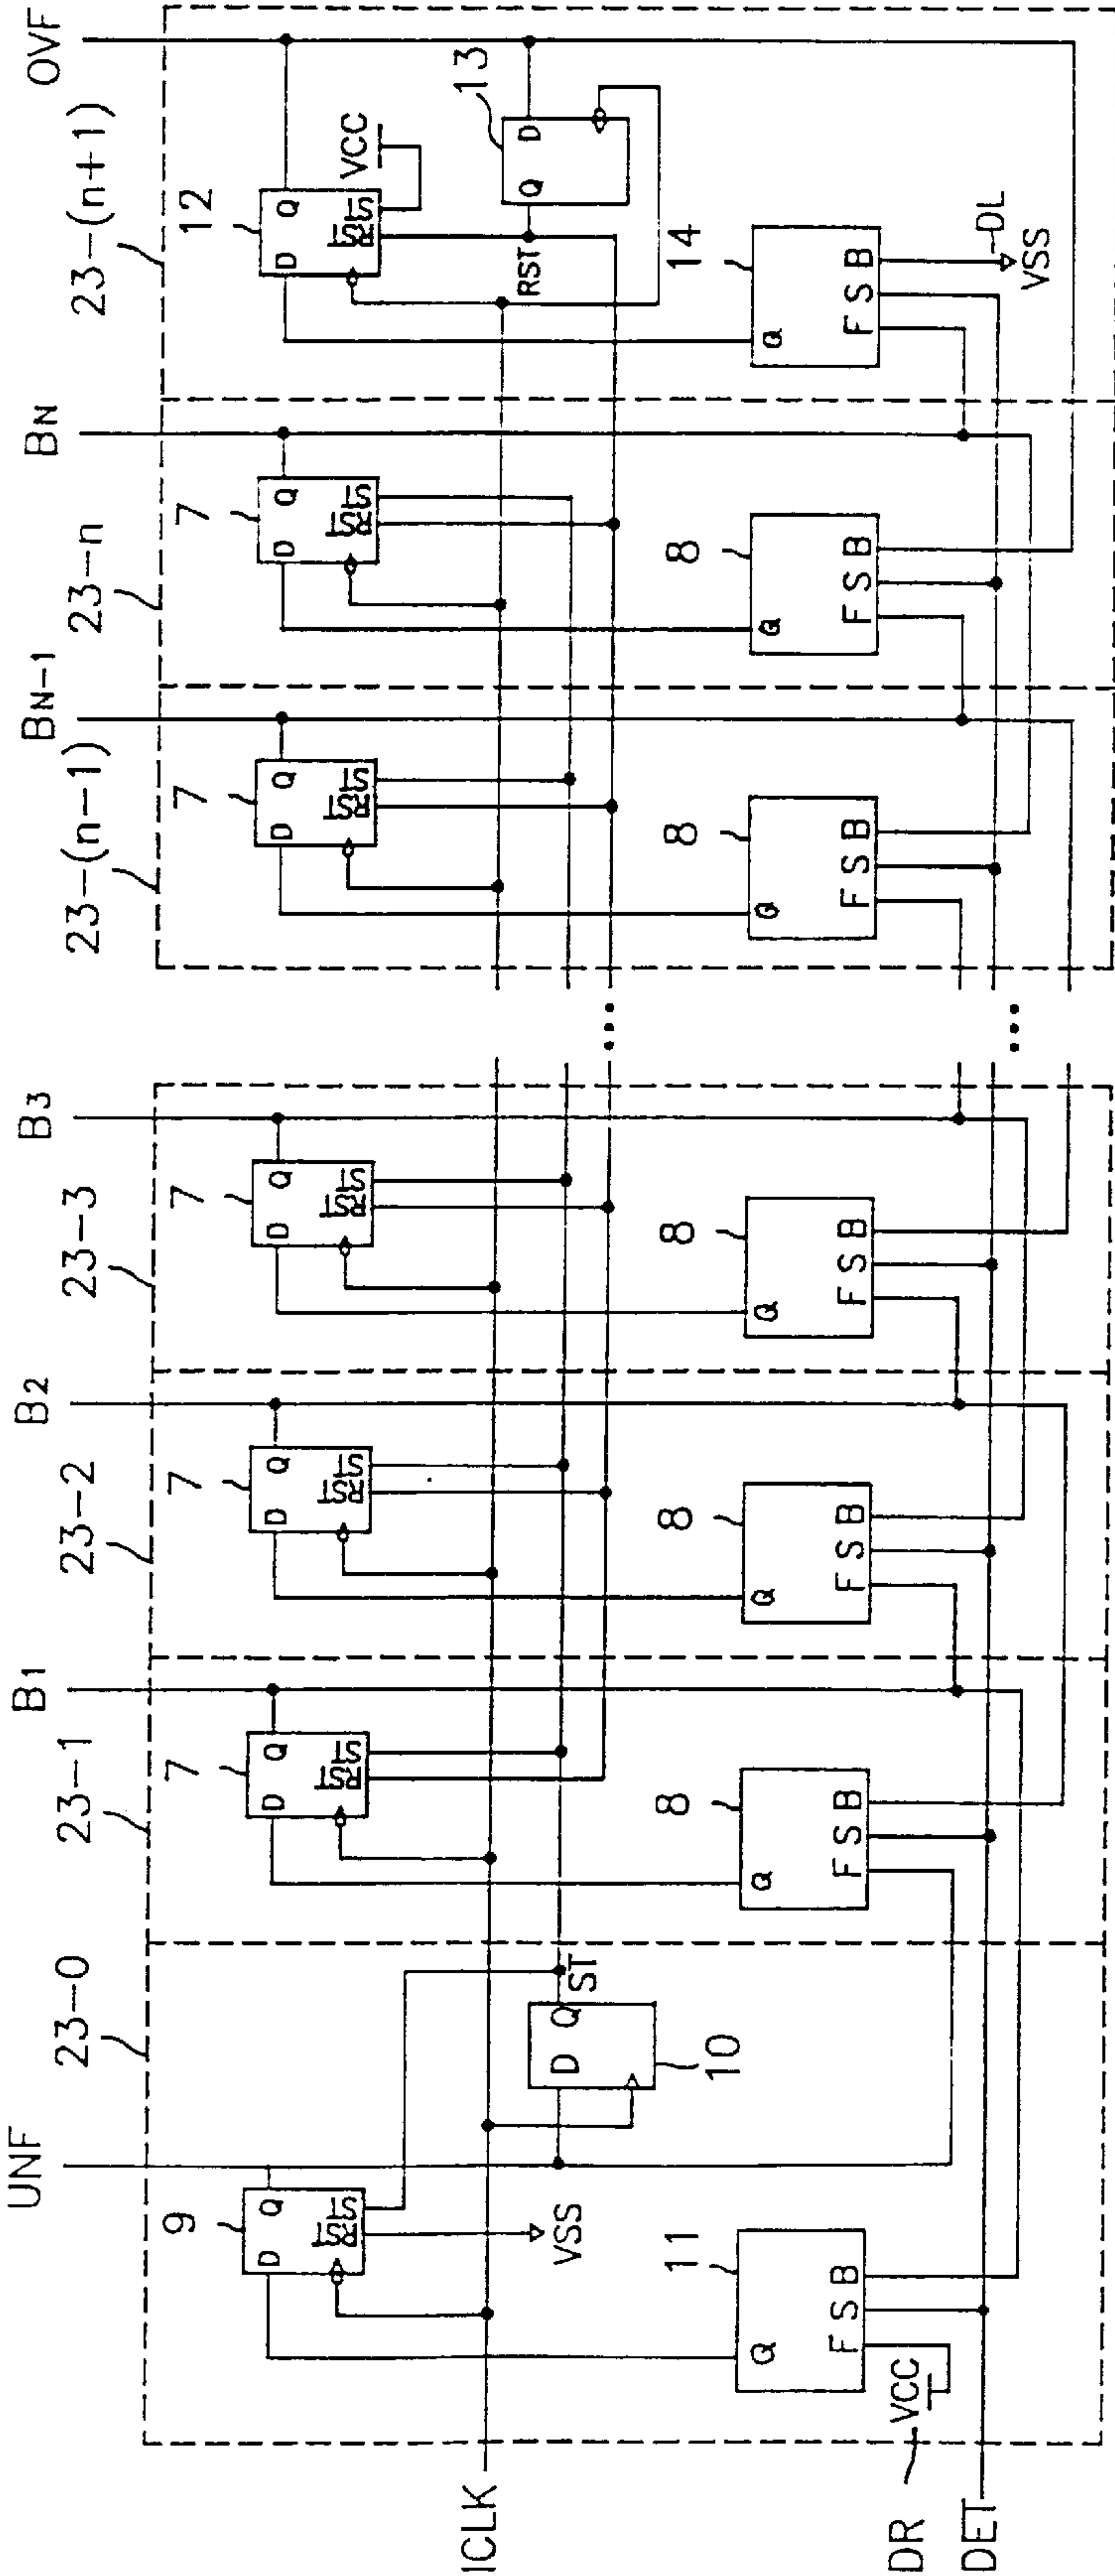 UNF 23-0 23-1 B1 23-2 B2 23-3 B3 23-(n-1) BN-1 23-n BN 23-(n+1) OVF
9 7 7 7 7 7 12
D Q D Q D Q D Q D Q D Q D Q
RST ST RST ST RST ST RST ST RST ST RST ST RST ST
VCC
ICLK
VSS
D Q ST
10
...
RST
Q D 13
11 8 8 8 8 8 14
Q Q Q Q Q Q Q
F S B F S B F S B F S B F S B F S B F S B
DR VCC
DL
VSS
DET
...